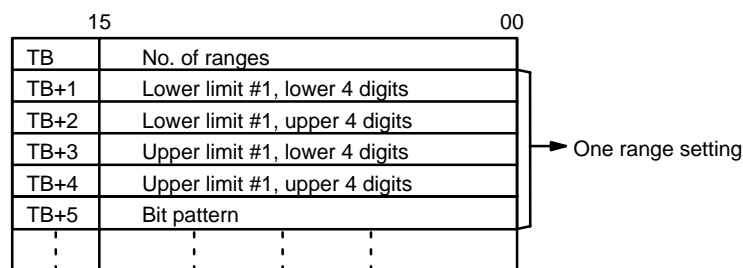 15 00
TB No. of ranges
TB+1 Lower limit #1, lower 4 digits
TB+2 Lower limit #1, upper 4 digits
TB+3 Upper limit #1, lower 4 digits
One range setting
TB+4 Upper limit #1, upper 4 digits
TB+5 Bit pattern